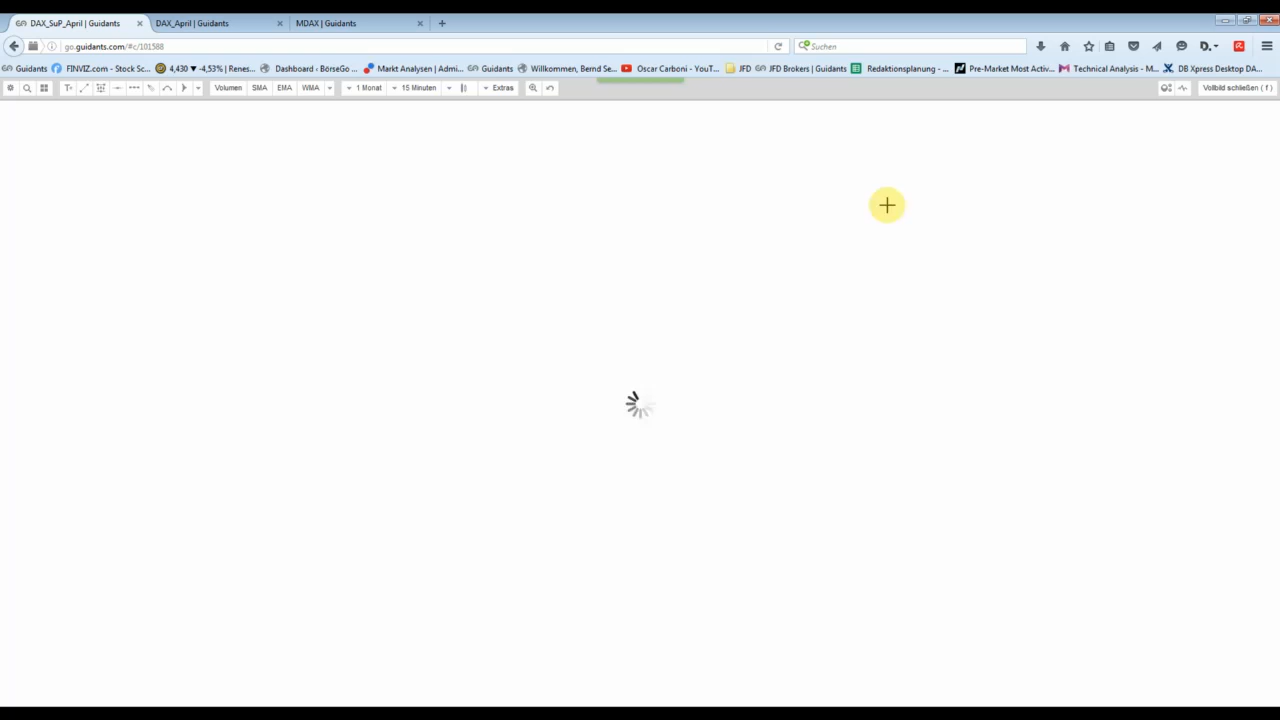 DAX_SuP_April | Guidants
DAX_April | Guidants
MDAX | Guidants
go.guidants.com/#c/101588
Suchen
Guidants
FINVIZ.com - Stock Sc...
4,430 ▼ -4,53% | Renes...
Dashboard ‹ BörseGo ...
Markt Analysen | Admi...
Guidants
Willkommen, Bernd Se...
Oscar Carboni - YouT...
JFD
JFD Brokers | Guidants
Redaktionsplanung - ...
Pre-Market Most Activ...
Technical Analysis - M...
DB Xpress Desktop DA...
Volumen
SMA
EMA
WMA
1 Monat
15 Minuten
Extras
Vollbild schließen ( f )